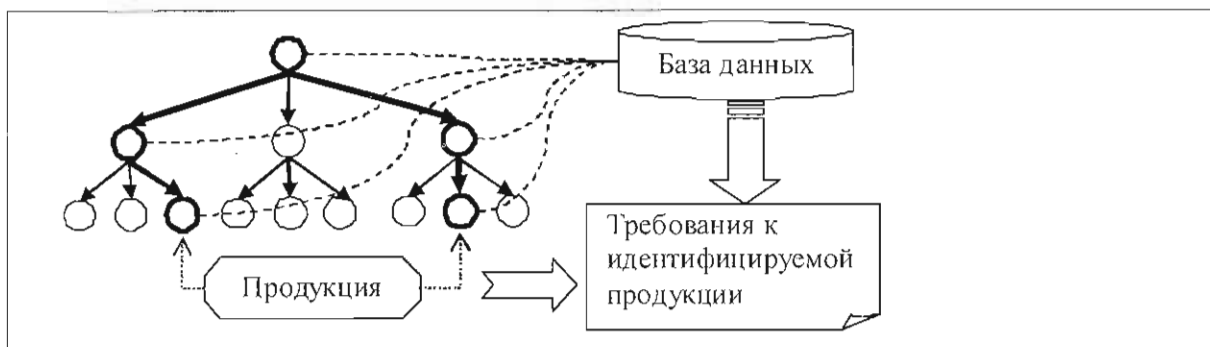 База данных
Требования к
идентифицируемой
продукции
Продукция